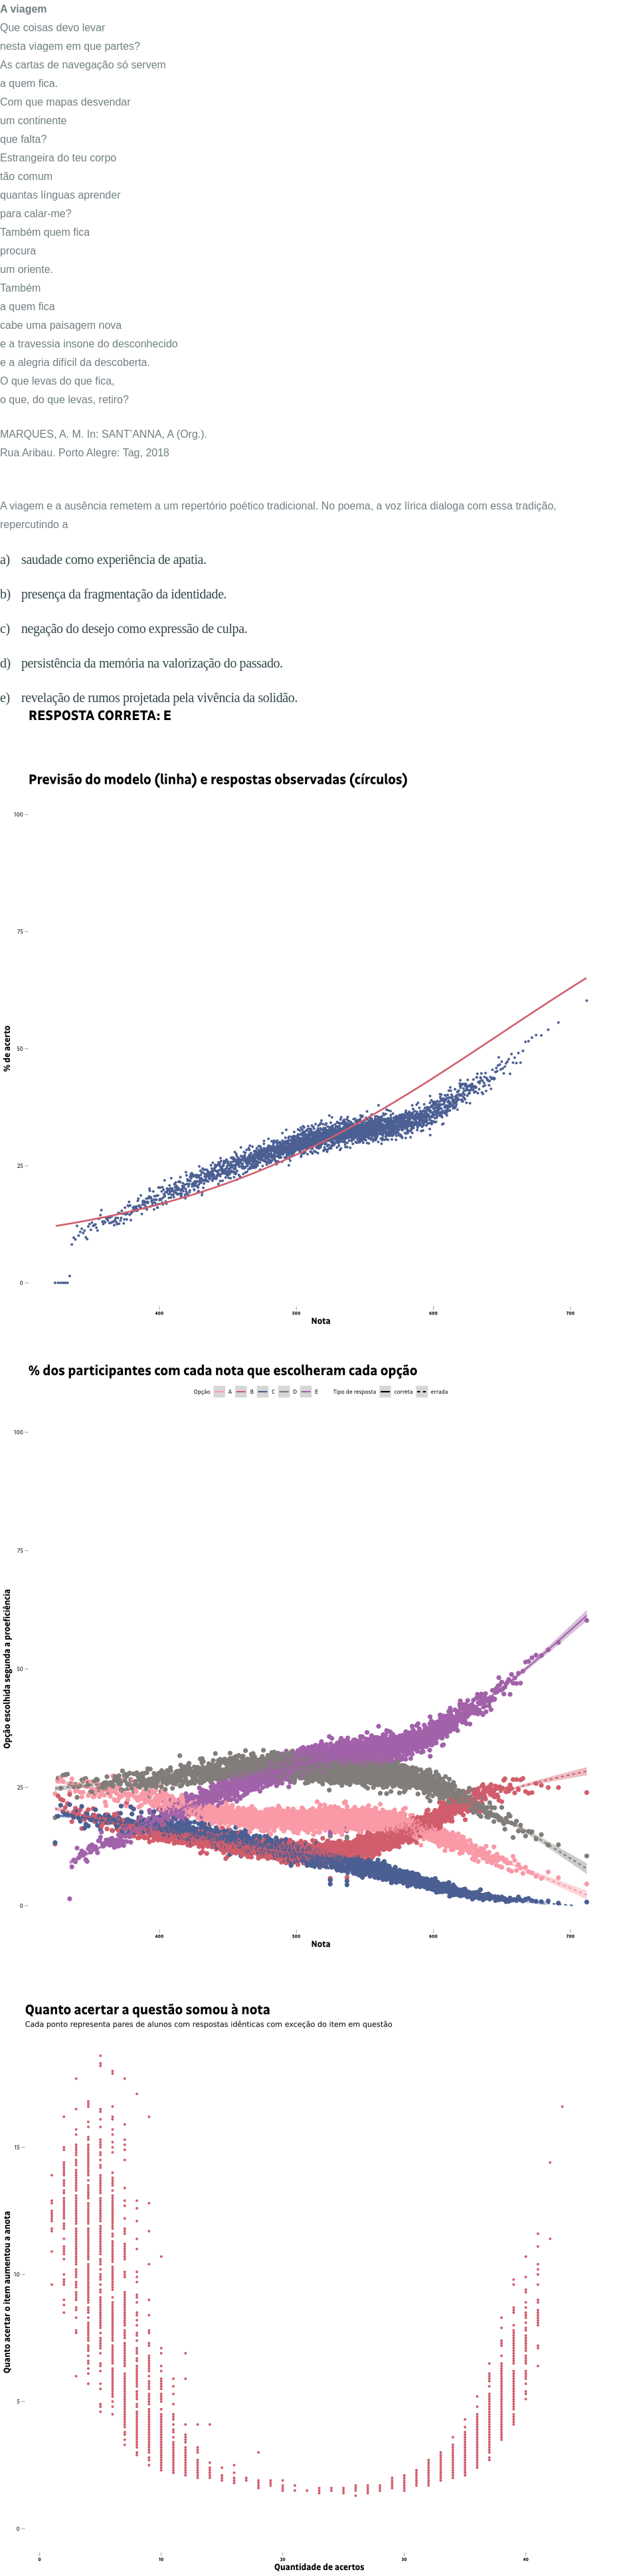 A viagem
Que coisas devo levar
nesta viagem em que partes?
As cartas de navegação só servem
a quem fica.
Com que mapas desvendar
um continente
que falta?
Estrangeira do teu corpo
tão comum
quantas línguas aprender
para calar-me?
Também quem fica
procura
um oriente.
Também
a quem fica
cabe uma paisagem nova
e a travessia insone do desconhecido
e a alegria difícil da descoberta.
O que levas do que fica,
o que, do que levas, retiro?
MARQUES, A. M. In: SANT'ANNA, A (Org.).
Rua Aribau. Porto Alegre: Tag, 2018
A viagem e a ausência remetem a um repertório poético tradicional. No poema, a voz lírica dialoga com essa tradição,
repercutindo a
a) saudade como experiência de apatia.
b) presença da fragmentação da identidade.
c) negação do desejo como expressão de culpa.
d) persistência da memória na valorização do passado.
e) revelação de rumos projetada pela vivência da solidão.
RESPOSTA CORRETA: E
Previsão do modelo (linha) e respostas observadas (círculos)
100
75
50
25
0
% de acerto
400 500 600 700
Nota
% dos participantes com cada nota que escolheram cada opção
Opção A B C D E Tipo de resposta correta errada
100
75
50
25
0
Opção escolhida segunda a proeficiência
400 500 600 700
Nota
Quanto acertar a questão somou à nota
Cada ponto representa pares de alunos com respostas idênticas com exceção do item em questão
15
10
5
0
Quanto acertar o item aumentou a anota
0 10 20 30 40
Quantidade de acertos